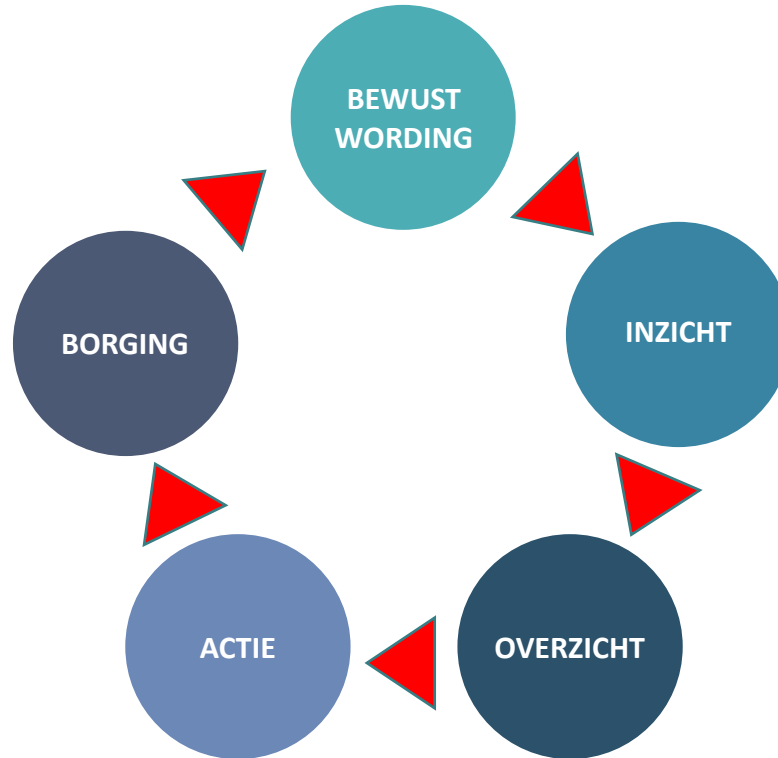 BEWUST
WORDING
INZICHT
OVERZICHT
ACTIE
BORGING